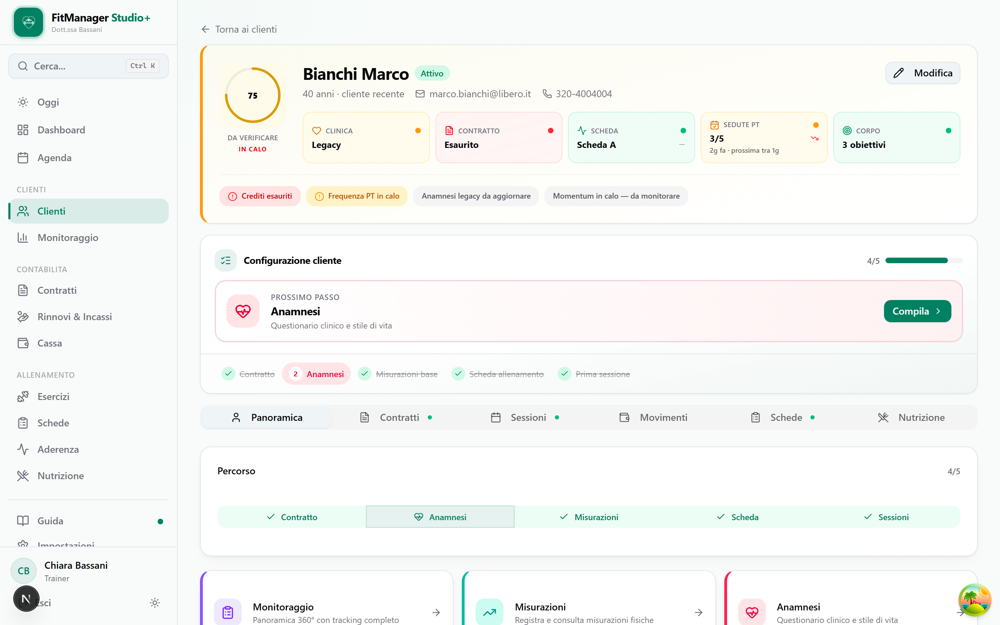 FitManager Studio+
Dott.ssa Bassani
Cerca...
Ctrl K
Oggi
Dashboard
Agenda
CLIENTI
Clienti
Monitoraggio
CONTABILITA
Contratti
Rinnovi & Incassi
Cassa
ALLENAMENTO
Esercizi
Schede
Aderenza
Nutrizione
Guida
Impostazioni
CB
Chiara Bassani
Trainer
N
Esci
Torna ai clienti
75
DA VERIFICARE
IN CALO
Bianchi Marco
Attivo
Modifica
40 anni · cliente recente
marco.bianchi@libero.it
320-4004004
CLINICA
Legacy
CONTRATTO
Esaurito
SCHEDA
Scheda A
—
SEDUTE PT
3/5
2g fa · prossima tra 1g
CORPO
3 obiettivi
Crediti esauriti
Frequenza PT in calo
Anamnesi legacy da aggiornare
Momentum in calo — da monitorare
Configurazione cliente
4/5
PROSSIMO PASSO
Anamnesi
Questionario clinico e stile di vita
Compila
Contratto
2 Anamnesi
Misurazioni base
Scheda allenamento
Prima sessione
Panoramica
Contratti
Sessioni
Movimenti
Schede
Nutrizione
Percorso
4/5
Contratto
Anamnesi
Misurazioni
Scheda
Sessioni
Monitoraggio
Panoramica 360° con tracking completo
Misurazioni
Registra e consulta misurazioni fisiche
Anamnesi
Questionario clinico e stile di vita